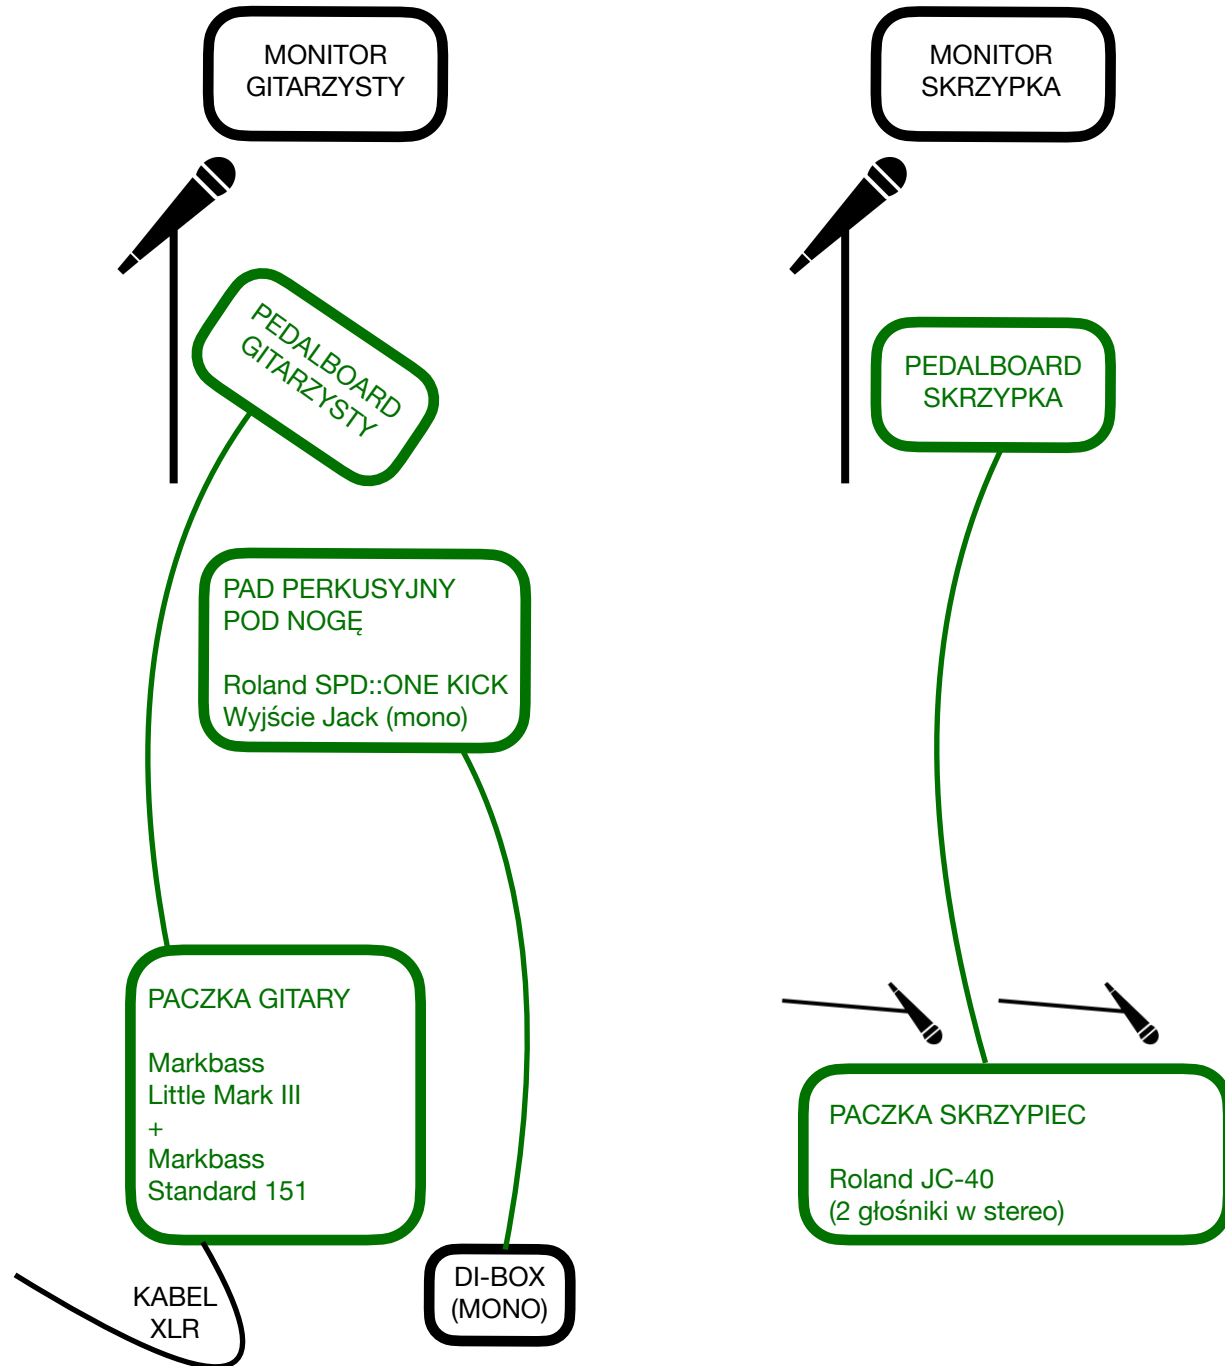 MONITOR
GITARZYSTY
MONITOR
SKRZYPKA
PEDALBOARD
GITARZYSTY
PEDALBOARD
SKRZYPKA
PAD PERKUSYJNY
POD NOGĘ
Roland SPD::ONE KICK
Wyjście Jack (mono)
PACZKA GITARY
Markbass
Little Mark III
+
Markbass
Standard 151
PACZKA SKRZYPIEC
Roland JC-40
(2 głośniki w stereo)
KABEL
XLR
DI-BOX
(MONO)